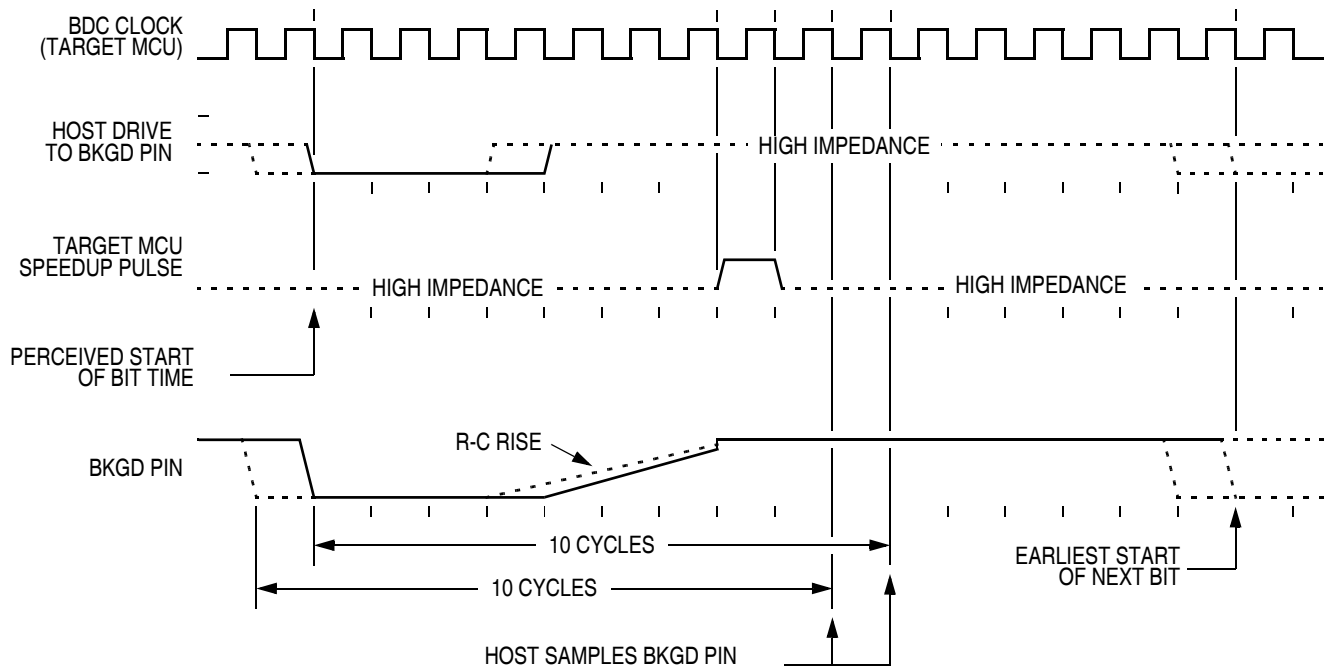 BDC CLOCK
(TARGET MCU)
HOST DRIVE
TO BKGD PIN
HIGH IMPEDANCE
TARGET MCU
SPEEDUP PULSE
HIGH IMPEDANCE
HIGH IMPEDANCE
PERCEIVED START
OF BIT TIME
R-C RISE
BKGD PIN
10 CYCLES
10 CYCLES
EARLIEST START
OF NEXT BIT
HOST SAMPLES BKGD PIN